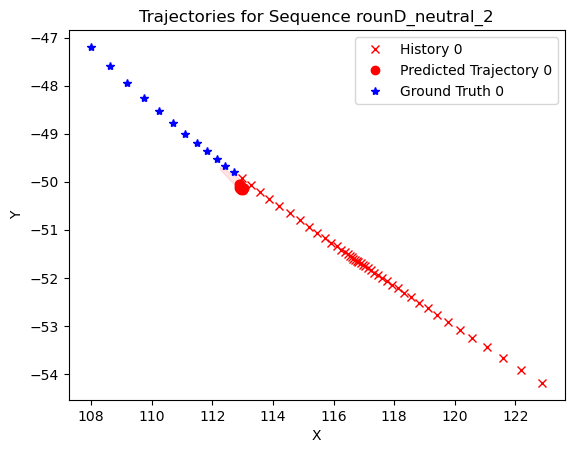 Trajectories for Sequence rounD_neutral_2
History 0
Predicted Trajectory 0
Ground Truth 0
−47
−48
−49
−50
−51
−52
−53
−54
Y
108
110
112
114
116
118
120
122
X